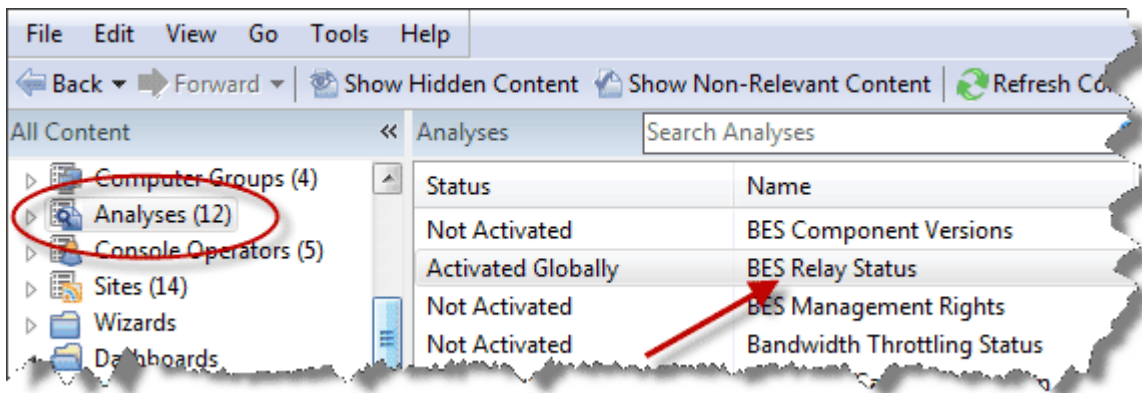 File Edit View Go Tools Help
Back Forward Show Hidden Content Show Non-Relevant Content Refresh
All Content « Analyses Search Analyses
Computer Groups (4)
Analyses (12)
Console Operators (5)
Sites (14)
Wizards
Dashboards
Status Name
Not Activated BES Component Versions
Activated Globally BES Relay Status
Not Activated BES Management Rights
Not Activated Bandwidth Throttling Status